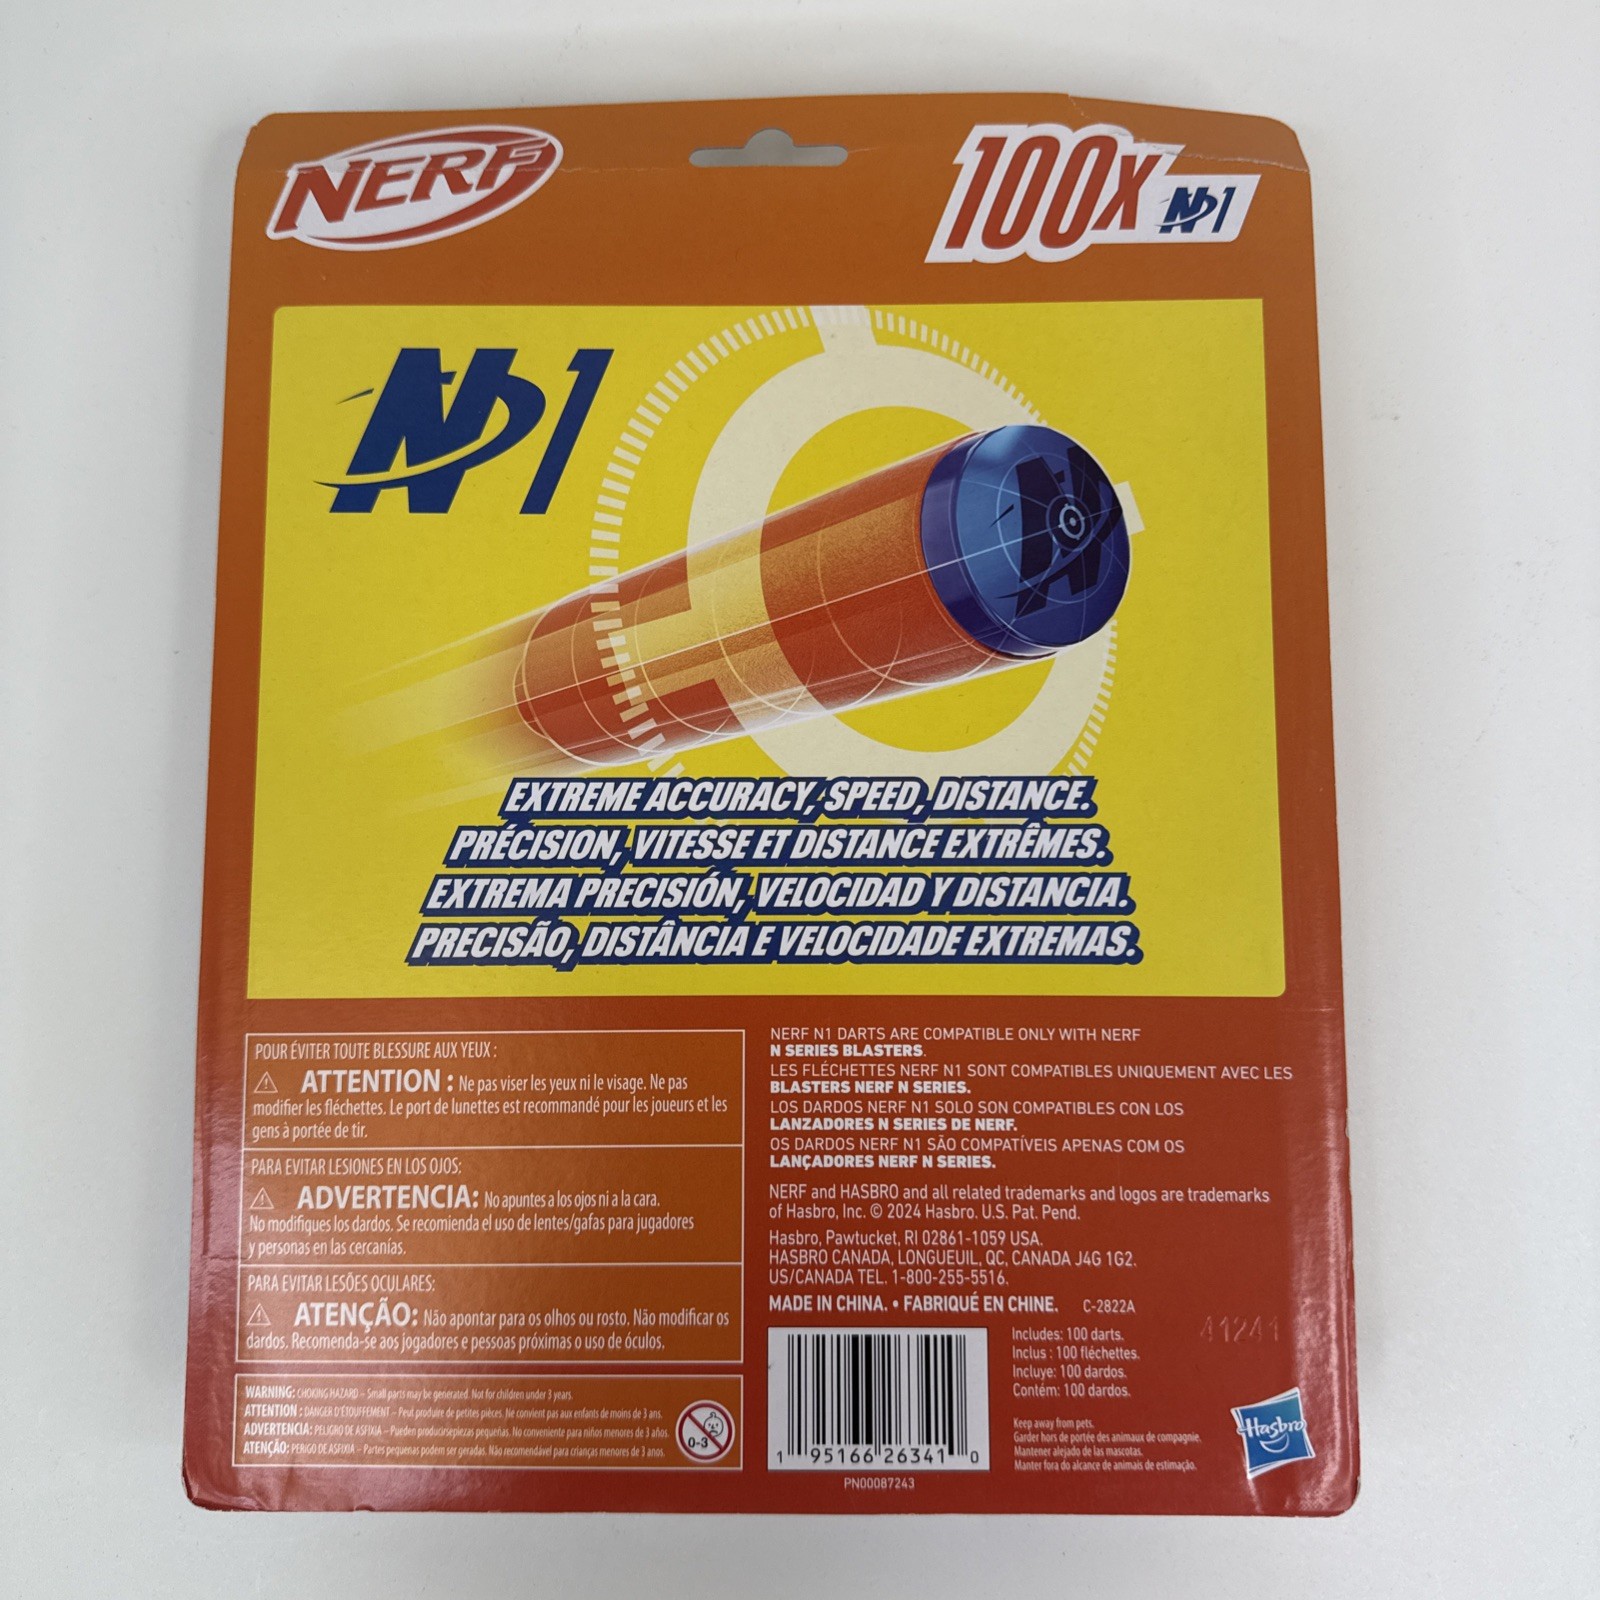 NERF
100X N1
N1
EXTREME ACCURACY, SPEED, DISTANCE.
PRÉCISION, VITESSE ET DISTANCE EXTRÊMES.
EXTREMA PRECISIÓN, VELOCIDAD Y DISTANCIA.
PRECISÃO, DISTÂNCIA E VELOCIDADE EXTREMAS.
POUR ÉVITER TOUTE BLESSURE AUX YEUX :
ATTENTION : Ne pas viser les yeux ni le visage. Ne pas
modifier les fléchettes. Le port de lunettes est recommandé pour les joueurs et les
gens à portée de tir.
PARA EVITAR LESIONES EN LOS OJOS:
ADVERTENCIA: No apuntes a los ojos ni a la cara.
No modifiques los dardos. Se recomienda el uso de lentes/gafas para jugadores
y personas en las cercanías.
PARA EVITAR LESÕES OCULARES:
ATENÇÃO: Não apontar para os olhos ou rosto. Não modificar os
dardos. Recomenda-se aos jogadores e pessoas próximas o uso de óculos.
WARNING: CHOKING HAZARD – Small parts may be generated. Not for children under 3 years.
ATTENTION : DANGER D'ÉTOUFFEMENT – Peut produire de petites pièces. Ne convient pas aux enfants de moins de 3 ans.
ADVERTENCIA: PELIGRO DE ASFIXIA – Pueden producirse piezas pequeñas. No conveniente para niños menores de 3 años.
ATENÇÃO: PERIGO DE ASFIXIA – Partes pequenas podem ser geradas. Não recomendável para crianças menores de 3 anos.
0-3
NERF N1 DARTS ARE COMPATIBLE ONLY WITH NERF
N SERIES BLASTERS.
LES FLÉCHETTES NERF N1 SONT COMPATIBLES UNIQUEMENT AVEC LES
BLASTERS NERF N SERIES.
LOS DARDOS NERF N1 SOLO SON COMPATIBLES CON LOS
LANZADORES N SERIES DE NERF.
OS DARDOS NERF N1 SÃO COMPATÍVEIS APENAS COM OS
LANÇADORES NERF N SERIES.
NERF and HASBRO and all related trademarks and logos are trademarks
of Hasbro, Inc. © 2024 Hasbro. U.S. Pat. Pend.
Hasbro, Pawtucket, RI 02861-1059 USA.
HASBRO CANADA, LONGUEUIL, QC, CANADA J4G 1G2.
US/CANADA TEL. 1-800-255-5516.
MADE IN CHINA. • FABRIQUÉ EN CHINE. C-2822A
Includes: 100 darts.
Inclus : 100 fléchettes.
Incluye: 100 dardos.
Contém: 100 dardos.
41241
Keep away from pets.
Garder hors de portée des animaux de compagnie.
Mantener alejado de las mascotas.
Manter fora do alcance de animais de estimação.
Hasbro
1 95166 26341 0
PN00087243